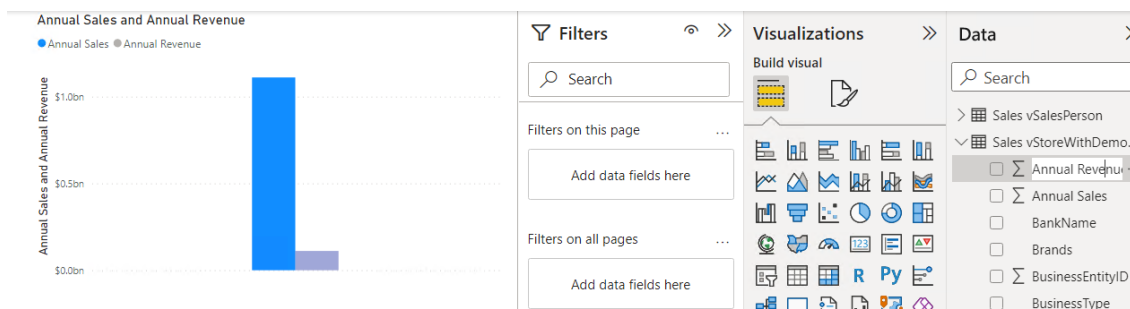 Annual Sales and Annual Revenue
Annual Sales Annual Revenue
Annual Sales and Annual Revenue
$1.0bn
$0.5bn
$0.0bn
Filters
Search
Filters on this page
...
Add data fields here
Filters on all pages
...
Add data fields here
Visualizations
Build visual
123
R
Py
Data
Search
Sales vSalesPerson
Sales vStoreWithDemo...
Annual Revenue
Annual Sales
BankName
Brands
BusinessEntityID
BusinessType